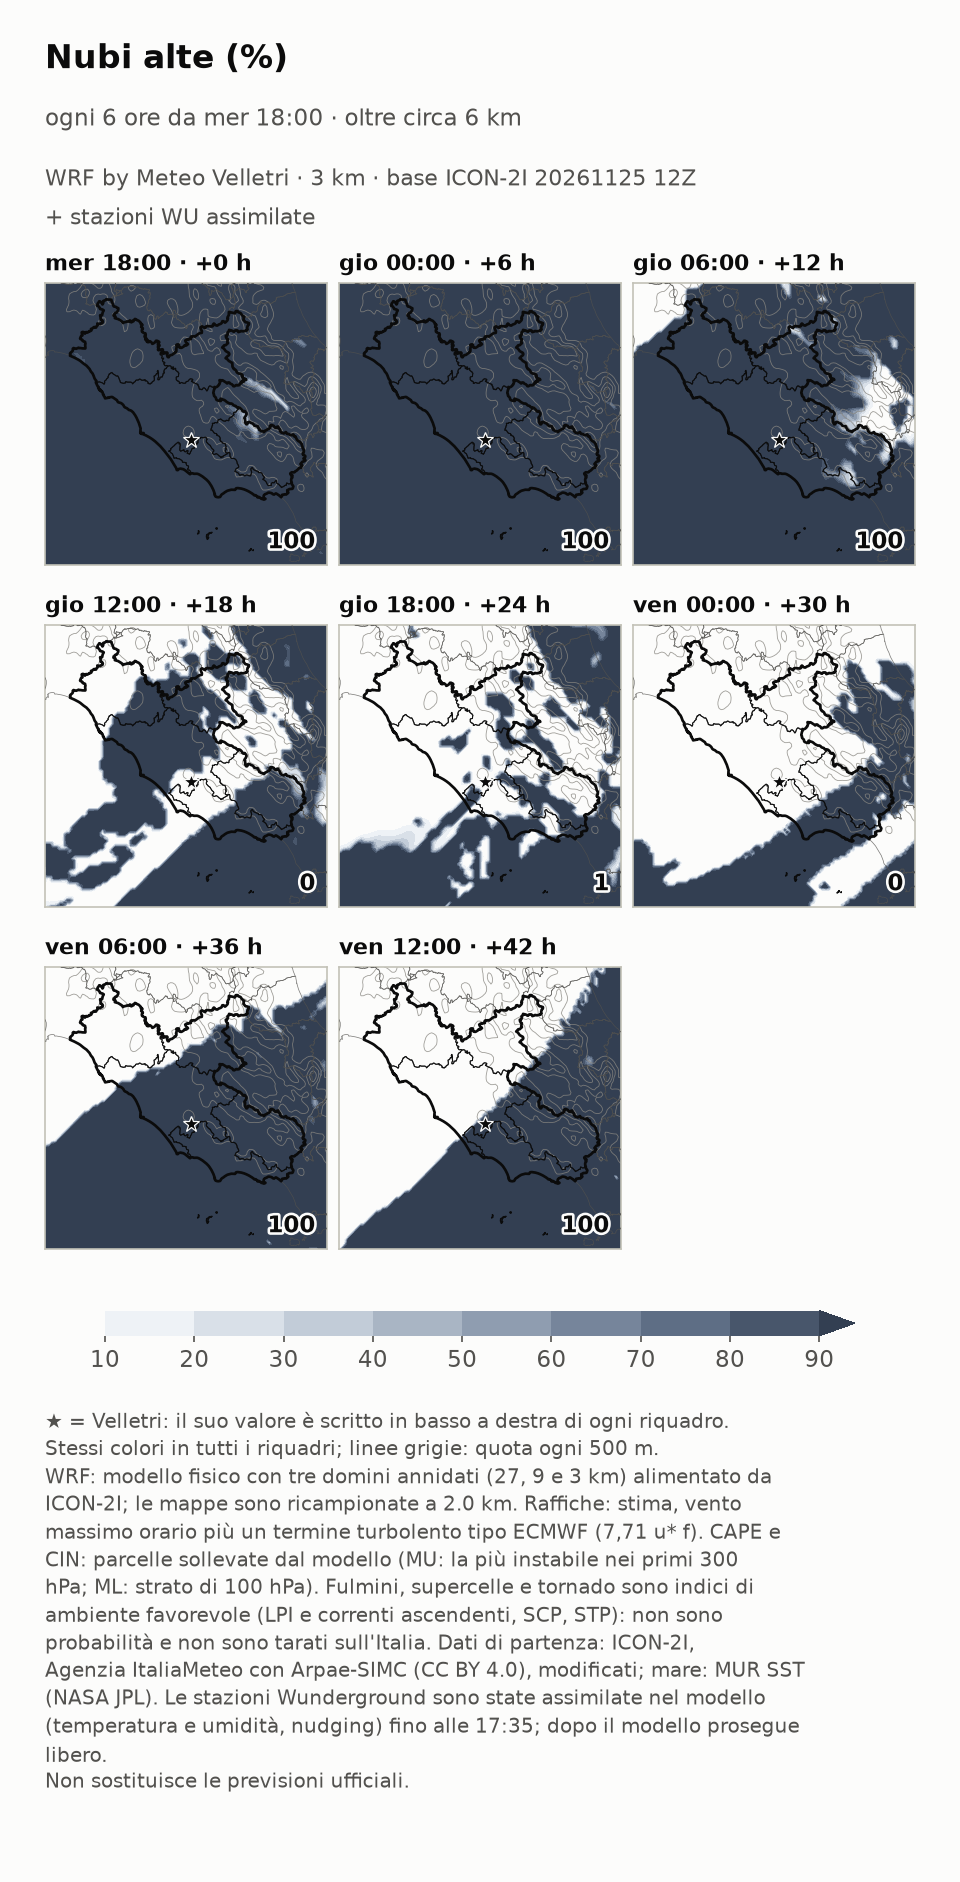 Nubi alte (%)
ogni 6 ore da mer 18:00 · oltre circa 6 km
WRF by Meteo Velletri · 3 km · base ICON-2I 20261125 12Z
+ stazioni WU assimilate
mer 18:00 · +0 h
gio 00:00 · +6 h
gio 06:00 · +12 h
100
100
100
gio 12:00 · +18 h
gio 18:00 · +24 h
ven 00:00 · +30 h
0
1
0
ven 06:00 · +36 h
ven 12:00 · +42 h
100
100
10 20 30 40 50 60 70 80 90
★ = Velletri: il suo valore è scritto in basso a destra di ogni riquadro.
Stessi colori in tutti i riquadri; linee grigie: quota ogni 500 m.
WRF: modello fisico con tre domini annidati (27, 9 e 3 km) alimentato da
ICON-2I; le mappe sono ricampionate a 2.0 km. Raffiche: stima, vento
massimo orario più un termine turbolento tipo ECMWF (7,71 u* f). CAPE e
CIN: parcelle sollevate dal modello (MU: la più instabile nei primi 300
hPa; ML: strato di 100 hPa). Fulmini, supercelle e tornado sono indici di
ambiente favorevole (LPI e correnti ascendenti, SCP, STP): non sono
probabilità e non sono tarati sull'Italia. Dati di partenza: ICON-2I,
Agenzia ItaliaMeteo con Arpae-SIMC (CC BY 4.0), modificati; mare: MUR SST
(NASA JPL). Le stazioni Wunderground sono state assimilate nel modello
(temperatura e umidità, nudging) fino alle 17:35; dopo il modello prosegue
libero.
Non sostituisce le previsioni ufficiali.